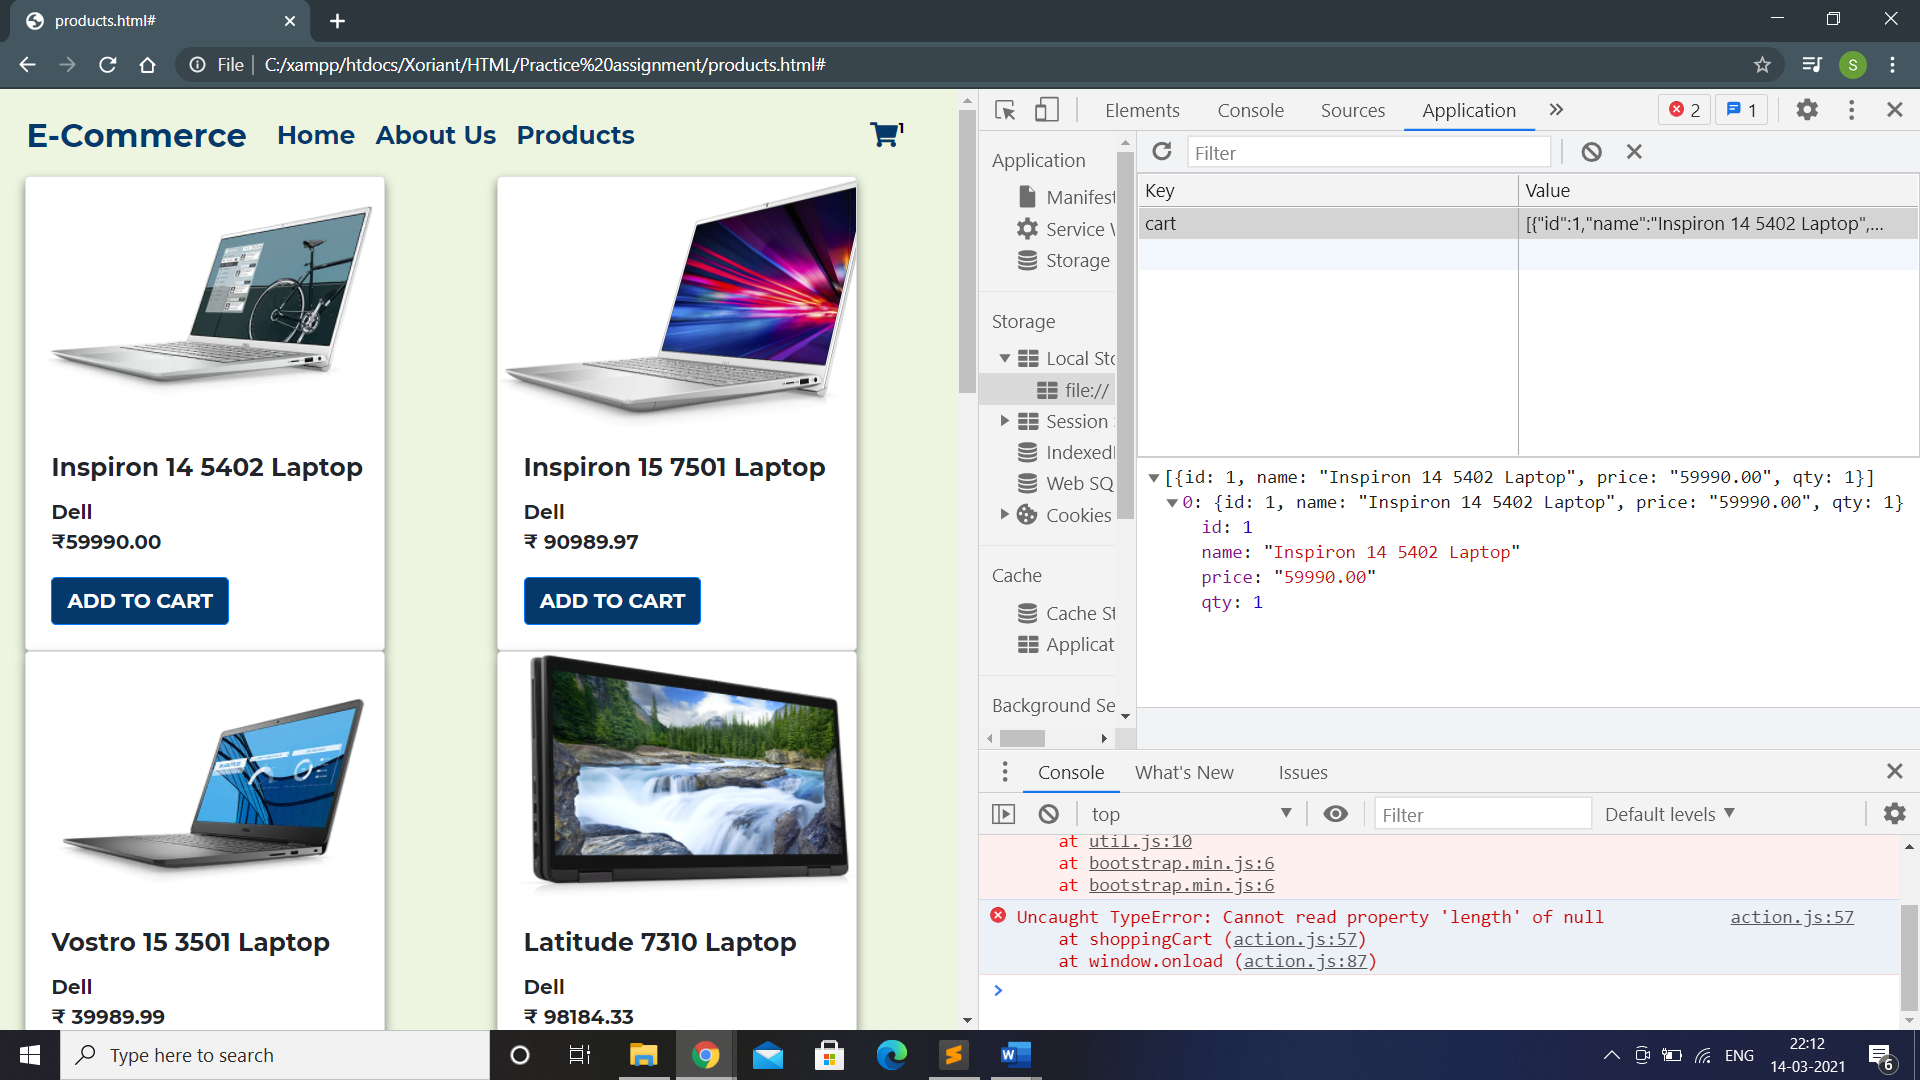 products.html#
File
C:/xampp/htdocs/Xoriant/HTML/Practice%20assignment/products.html#
S
E-Commerce Home About Us Products 1
Inspiron 14 5402 Laptop
Dell
₹59990.00
ADD TO CART
Inspiron 15 7501 Laptop
Dell
₹ 90989.97
ADD TO CART
Vostro 15 3501 Laptop
Dell
₹ 39989.99
Latitude 7310 Laptop
Dell
₹ 98184.33
Elements Console Sources Application » 2 1
Application
Manifest
Service
Storage
Storage
Local Sto
file://
Session
Indexed
Web SQ
Cookies
Cache
Cache St
Applicat
Background Se
Filter
Key Value
cart [{"id":1,"name":"Inspiron 14 5402 Laptop",...
[{id: 1, name: "Inspiron 14 5402 Laptop", price: "59990.00", qty: 1}]
0: {id: 1, name: "Inspiron 14 5402 Laptop", price: "59990.00", qty: 1}
id: 1
name: "Inspiron 14 5402 Laptop"
price: "59990.00"
qty: 1
Console What's New Issues
top Filter Default levels
at util.js:10
at bootstrap.min.js:6
at bootstrap.min.js:6
Uncaught TypeError: Cannot read property 'length' of null action.js:57
at shoppingCart (action.js:57)
at window.onload (action.js:87)
Type here to search
W
ENG
22:12
14-03-2021
6